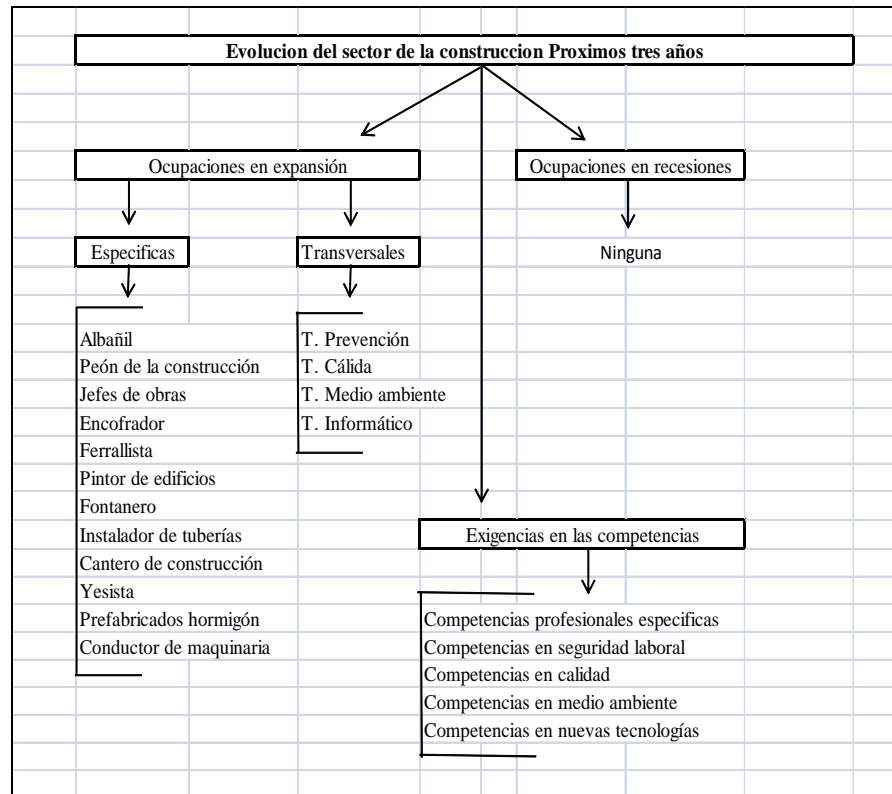 Evolucion del sector de la construccion Proximos tres años
Ocupaciones en expansión
Ocupaciones en recesiones
Especificas
Transversales
Ninguna
Albañil
Peón de la construcción
Jefes de obras
Encofrador
Ferrallista
Pintor de edificios
Fontanero
Instalador de tuberías
Cantero de construcción
Yesista
Prefabricados hormigón
Conductor de maquinaria
T. Prevención
T. Cálida
T. Medio ambiente
T. Informático
Exigencias en las competencias
Competencias profesionales especificas
Competencias en seguridad laboral
Competencias en calidad
Competencias en medio ambiente
Competencias en nuevas tecnologías